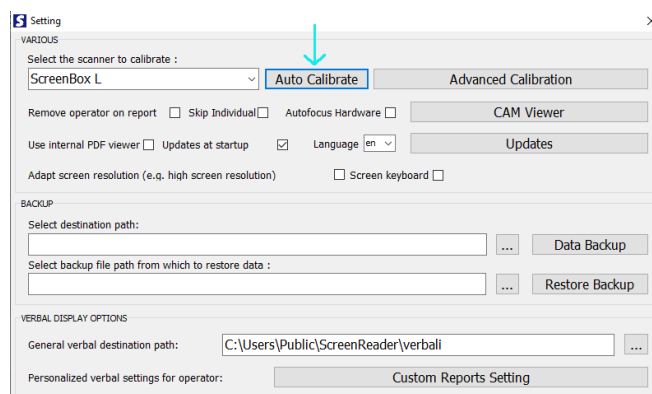 S Setting
VARIOUS
Select the scanner to calibrate :
ScreenBox L Auto Calibrate Advanced Calibration
Remove operator on report Skip Individual Autofocus Hardware CAM Viewer
Use internal PDF viewer Updates at startup Language en Updates
Adapt screen resolution (e.g. high screen resolution) Screen keyboard
BACKUP
Select destination path:
... Data Backup
Select backup file path from which to restore data :
... Restore Backup
VERBAL DISPLAY OPTIONS
General verbal destination path: C:\Users\Public\ScreenReader\verbali ...
Personalized verbal settings for operator: Custom Reports Setting